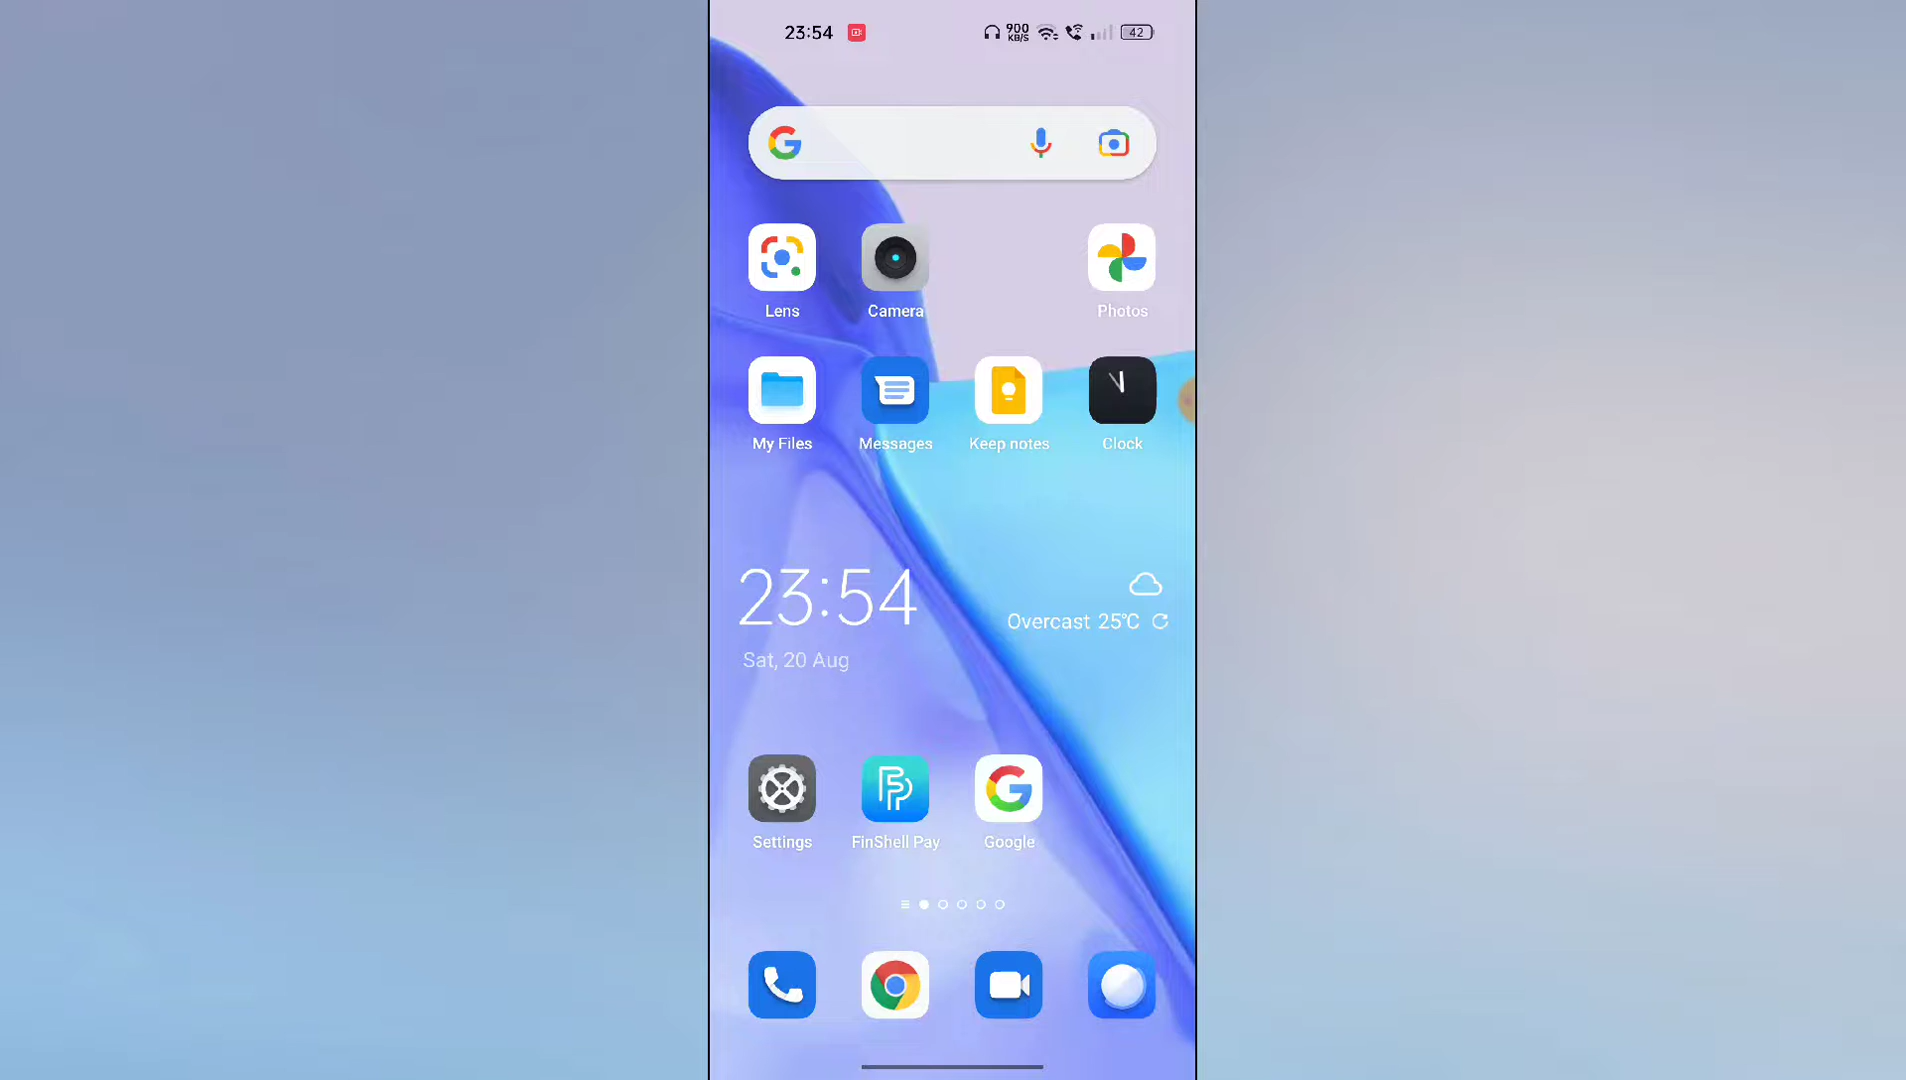 23:54
900
KB/S
42
Lens
Camera
Photos
My Files
Messages
Keep notes
Clock
23:54
Overcast 25℃
Sat, 20 Aug
Settings
FinShell Pay
Google